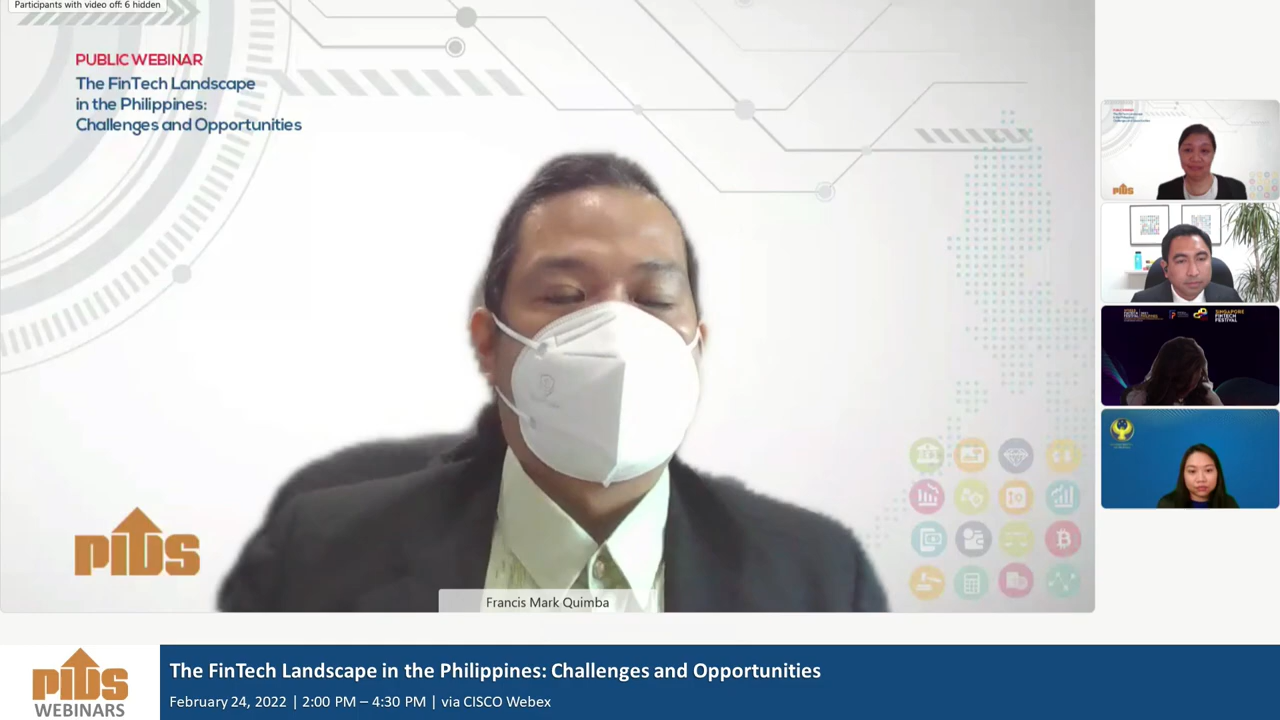 Participants with video off: 6 hidden
PUBLIC WEBINAR
The FinTech Landscape
in the Philippines:
Challenges and Opportunities
PIDS
Francis Mark Quimba
PIDS
SINGAPORE
FINTECH
FESTIVAL
PIDS
WEBINARS
The FinTech Landscape in the Philippines: Challenges and Opportunities
February 24, 2022 | 2:00 PM – 4:30 PM | via CISCO Webex